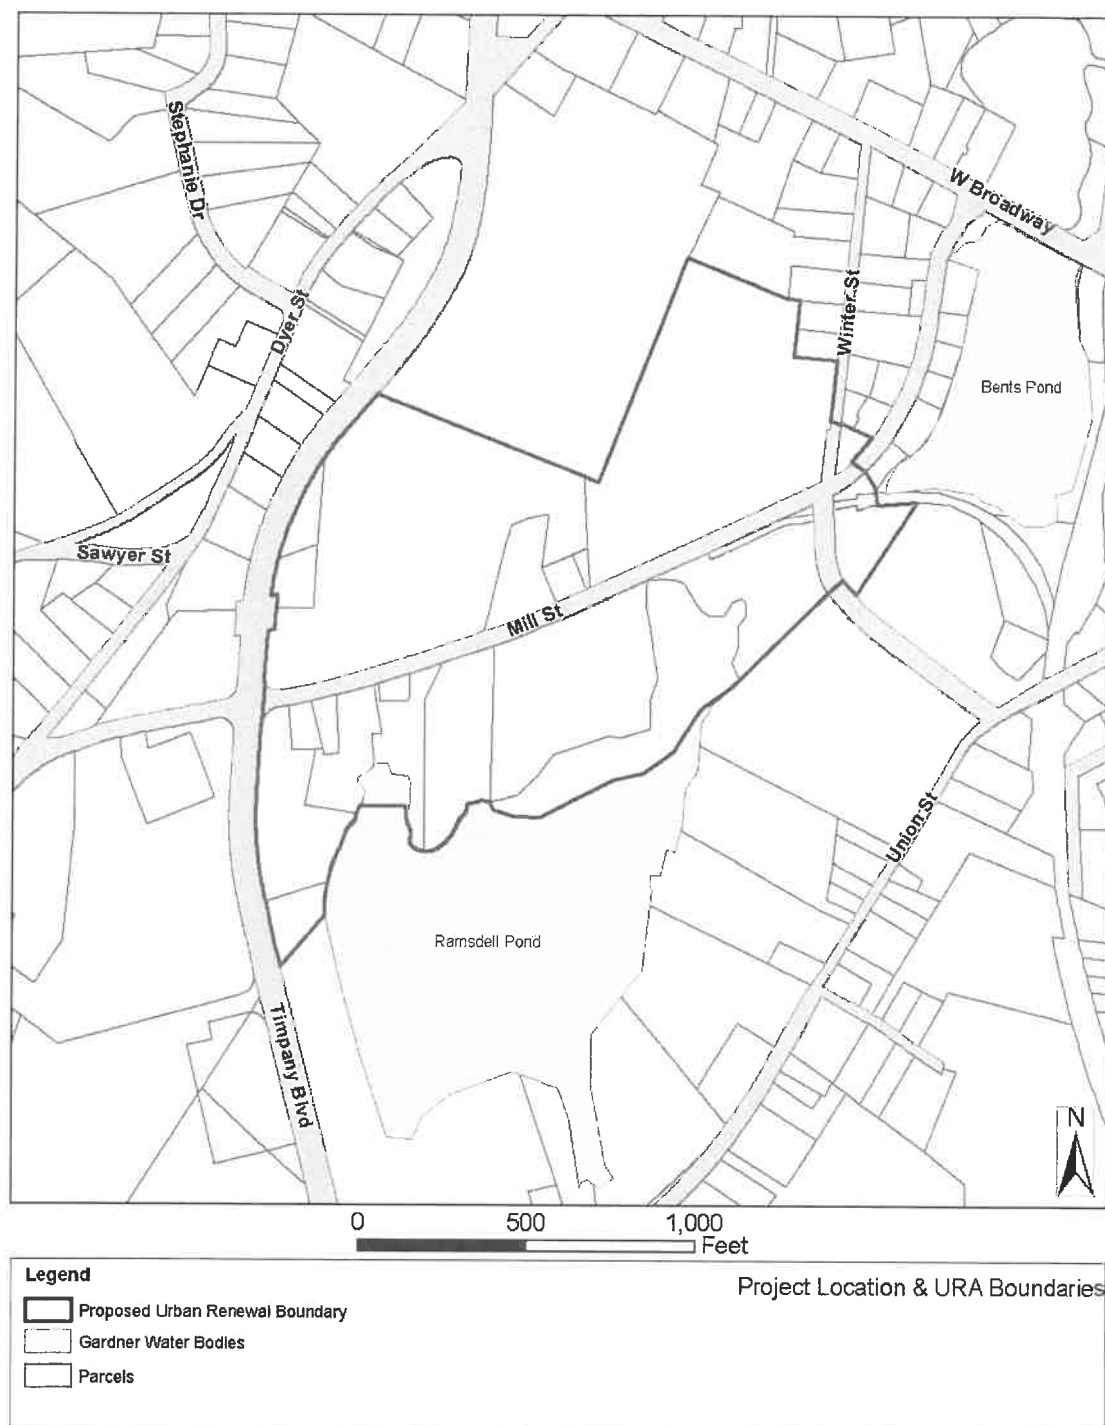 Stephanie Dr
W Broadway
Dyer St
Winter St
Bents Pond
Sawyer St
Mill St
Union St
Ramsdell Pond
Timpany Blvd
N
0 500 1,000
Feet
Legend
Project Location & URA Boundaries
Proposed Urban Renewal Boundary
Gardner Water Bodies
Parcels